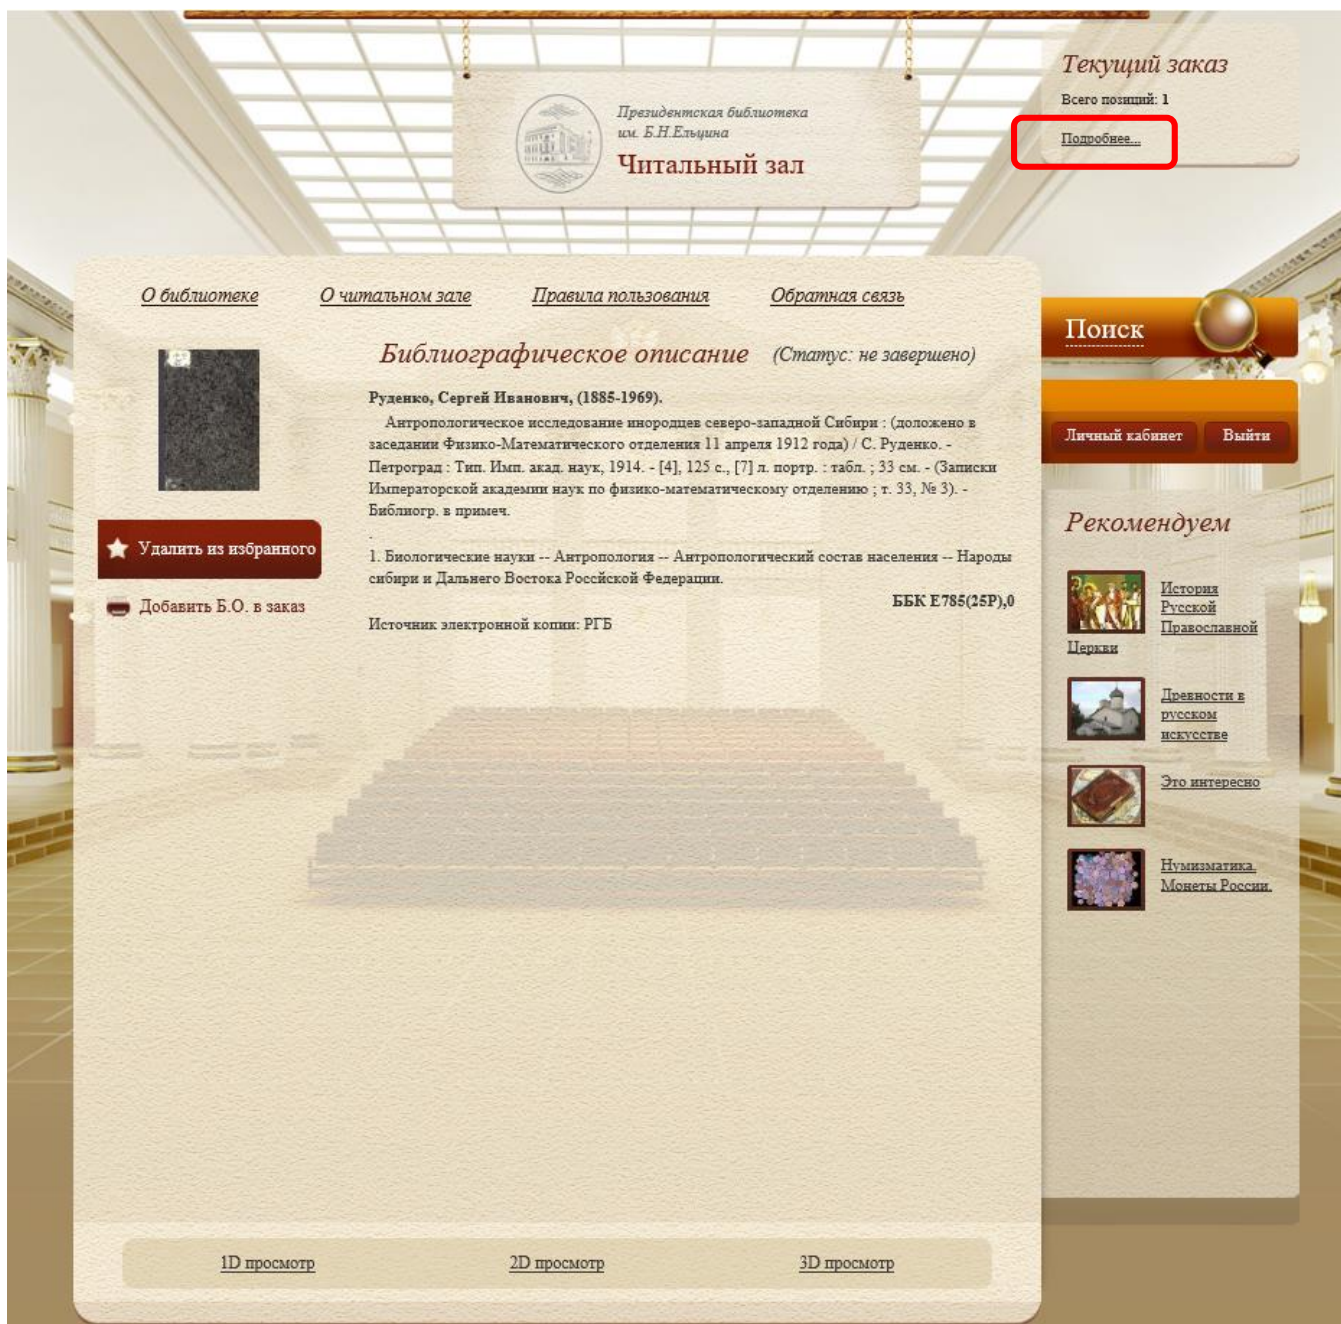 Президентская библиотека
им. Б.Н.Ельцина
Читальный зал
Текущий заказ
Всего позиций: 1
Подробнее...
О библиотеке
О читальном зале
Правила пользования
Обратная связь
Библиографическое описание (Статус: не завершено)
Руденко, Сергей Иванович, (1885-1969).
Антропологическое исследование инородцев северо-западной Сибири : (доложено в
заседании Физико-Математического отделения 11 апреля 1912 года) / С. Руденко. -
Петроград : Тип. Имп. акад. наук, 1914. - [4], 125 с., [7] л. портр. : табл. ; 33 см. - (Записки
Императорской академии наук по физико-математическому отделению ; т. 33, № 3). -
Библиогр. в примеч.
.
1. Биологические науки -- Антропология -- Антропологический состав населения -- Народы
сибири и Дальнего Востока Россйской Федерации.
ББК Е785(25Р),0
Источник электронной копии: РГБ
Удалить из избранного
Добавить Б.О. в заказ
Поиск
Личный кабинет
Выйти
Рекомендуем
История
Русской
Православной
Церкви
Древности в
русском
искусстве
Это интересно
Нумизматика.
Монеты России.
1D просмотр
2D просмотр
3D просмотр